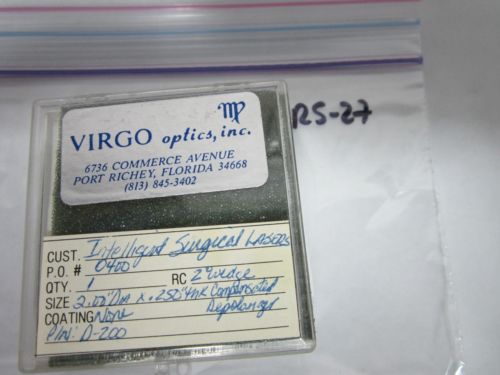 VIRGO optics, inc.
6736 COMMERCE AVENUE
PORT RICHEY, FLORIDA 34668
(813) 845-3402
RS-27
CUST. Intelligent Surgical LASERS
P.O. # 0400
QTY. 1 RC 2° wedge
SIZE 2.00"Dia X .250"thk Compensated
COATING None Depolarizer
P/N: D-200